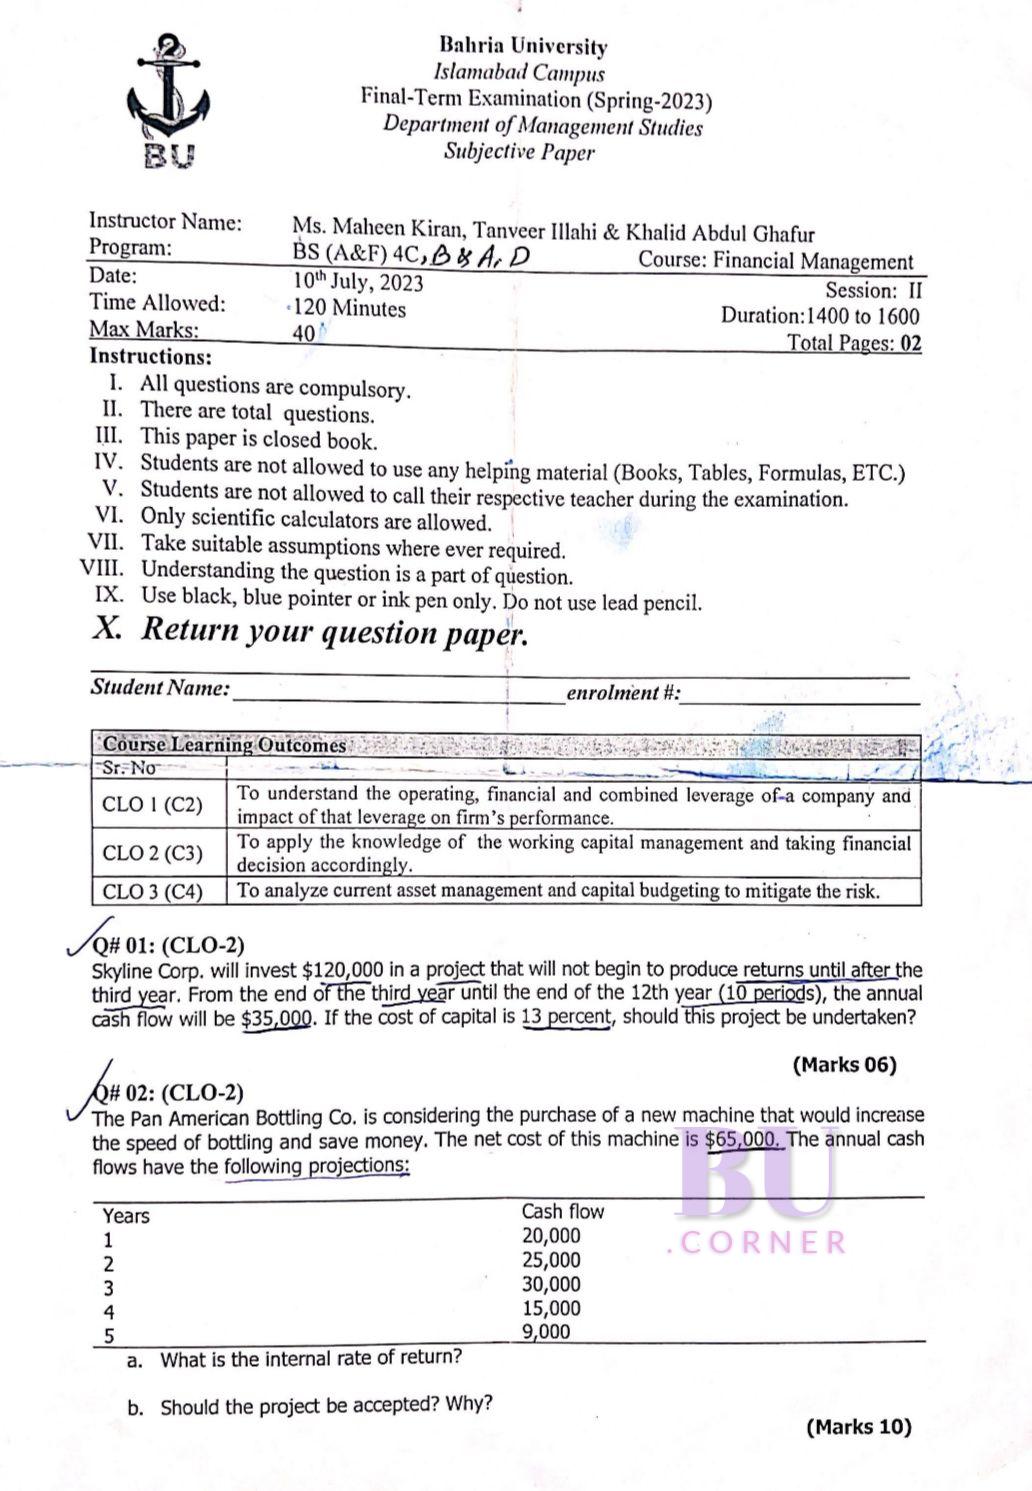 Bahria University
Islamabad Campus
Final-Term Examination (Spring-2023)
Department of Management Studies
Subjective Paper
BU
Instructor Name: Ms. Maheen Kiran, Tanveer Illahi & Khalid Abdul Ghafur
Program: BS (A&F) 4C, B & A, D Course: Financial Management
Date: 10th July, 2023 Session: II
Time Allowed: 120 Minutes Duration:1400 to 1600
Max Marks: 40 Total Pages: 02
Instructions:
I. All questions are compulsory.
II. There are total questions.
III. This paper is closed book.
IV. Students are not allowed to use any helping material (Books, Tables, Formulas, ETC.)
V. Students are not allowed to call their respective teacher during the examination.
VI. Only scientific calculators are allowed.
VII. Take suitable assumptions where ever required.
VIII. Understanding the question is a part of question.
IX. Use black, blue pointer or ink pen only. Do not use lead pencil.
X. Return your question paper.
Student Name: enrolment #:
Course Learning Outcomes
Sr. No
CLO 1 (C2) To understand the operating, financial and combined leverage of a company and
impact of that leverage on firm's performance.
CLO 2 (C3) To apply the knowledge of the working capital management and taking financial
decision accordingly.
CLO 3 (C4) To analyze current asset management and capital budgeting to mitigate the risk.
Q# 01: (CLO-2)
Skyline Corp. will invest $120,000 in a project that will not begin to produce returns until after the
third year. From the end of the third year until the end of the 12th year (10 periods), the annual
cash flow will be $35,000. If the cost of capital is 13 percent, should this project be undertaken?
(Marks 06)
Q# 02: (CLO-2)
The Pan American Bottling Co. is considering the purchase of a new machine that would increase
the speed of bottling and save money. The net cost of this machine is $65,000. The annual cash
flows have the following projections:
BU
.CORNER
Years Cash flow
1 20,000
2 25,000
3 30,000
4 15,000
5 9,000
a. What is the internal rate of return?
b. Should the project be accepted? Why?
(Marks 10)